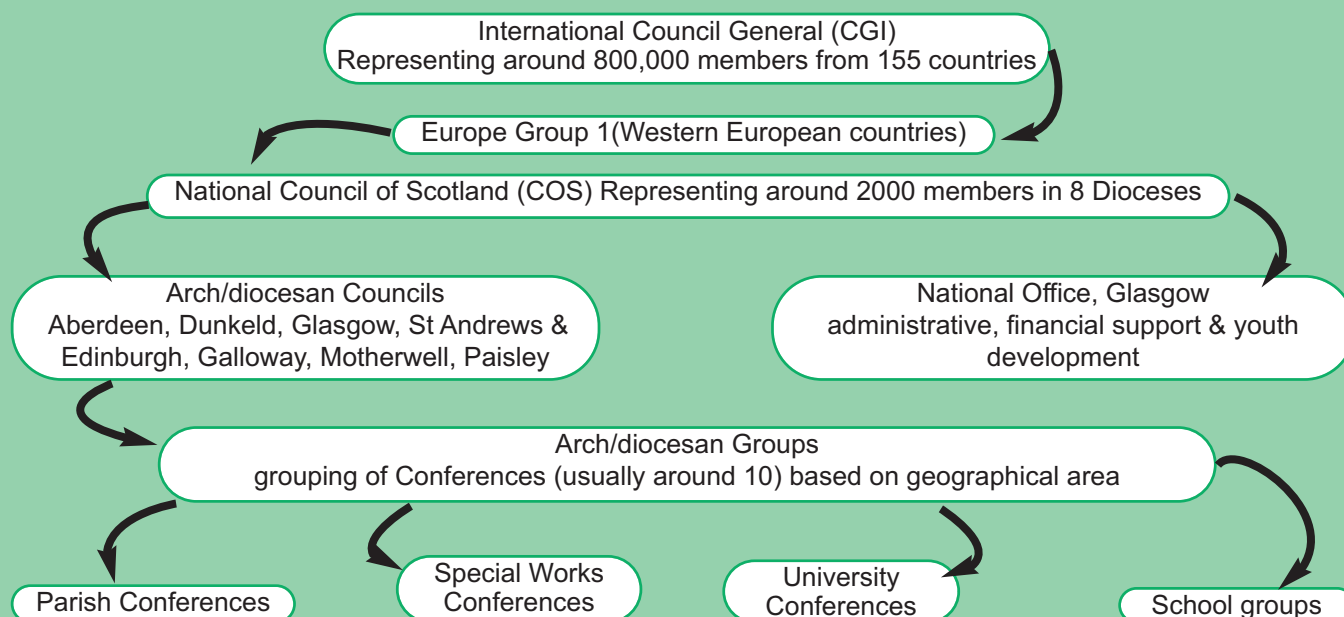 International Council General (CGI)
Representing around 800,000 members from 155 countries
Europe Group 1(Western European countries)
National Council of Scotland (COS) Representing around 2000 members in 8 Dioceses
Arch/diocesan Councils
Aberdeen, Dunkeld, Glasgow, St Andrews &
Edinburgh, Galloway, Motherwell, Paisley
National Office, Glasgow
administrative, financial support & youth
development
Arch/diocesan Groups
grouping of Conferences (usually around 10) based on geographical area
Parish Conferences
Special Works
Conferences
University
Conferences
School groups